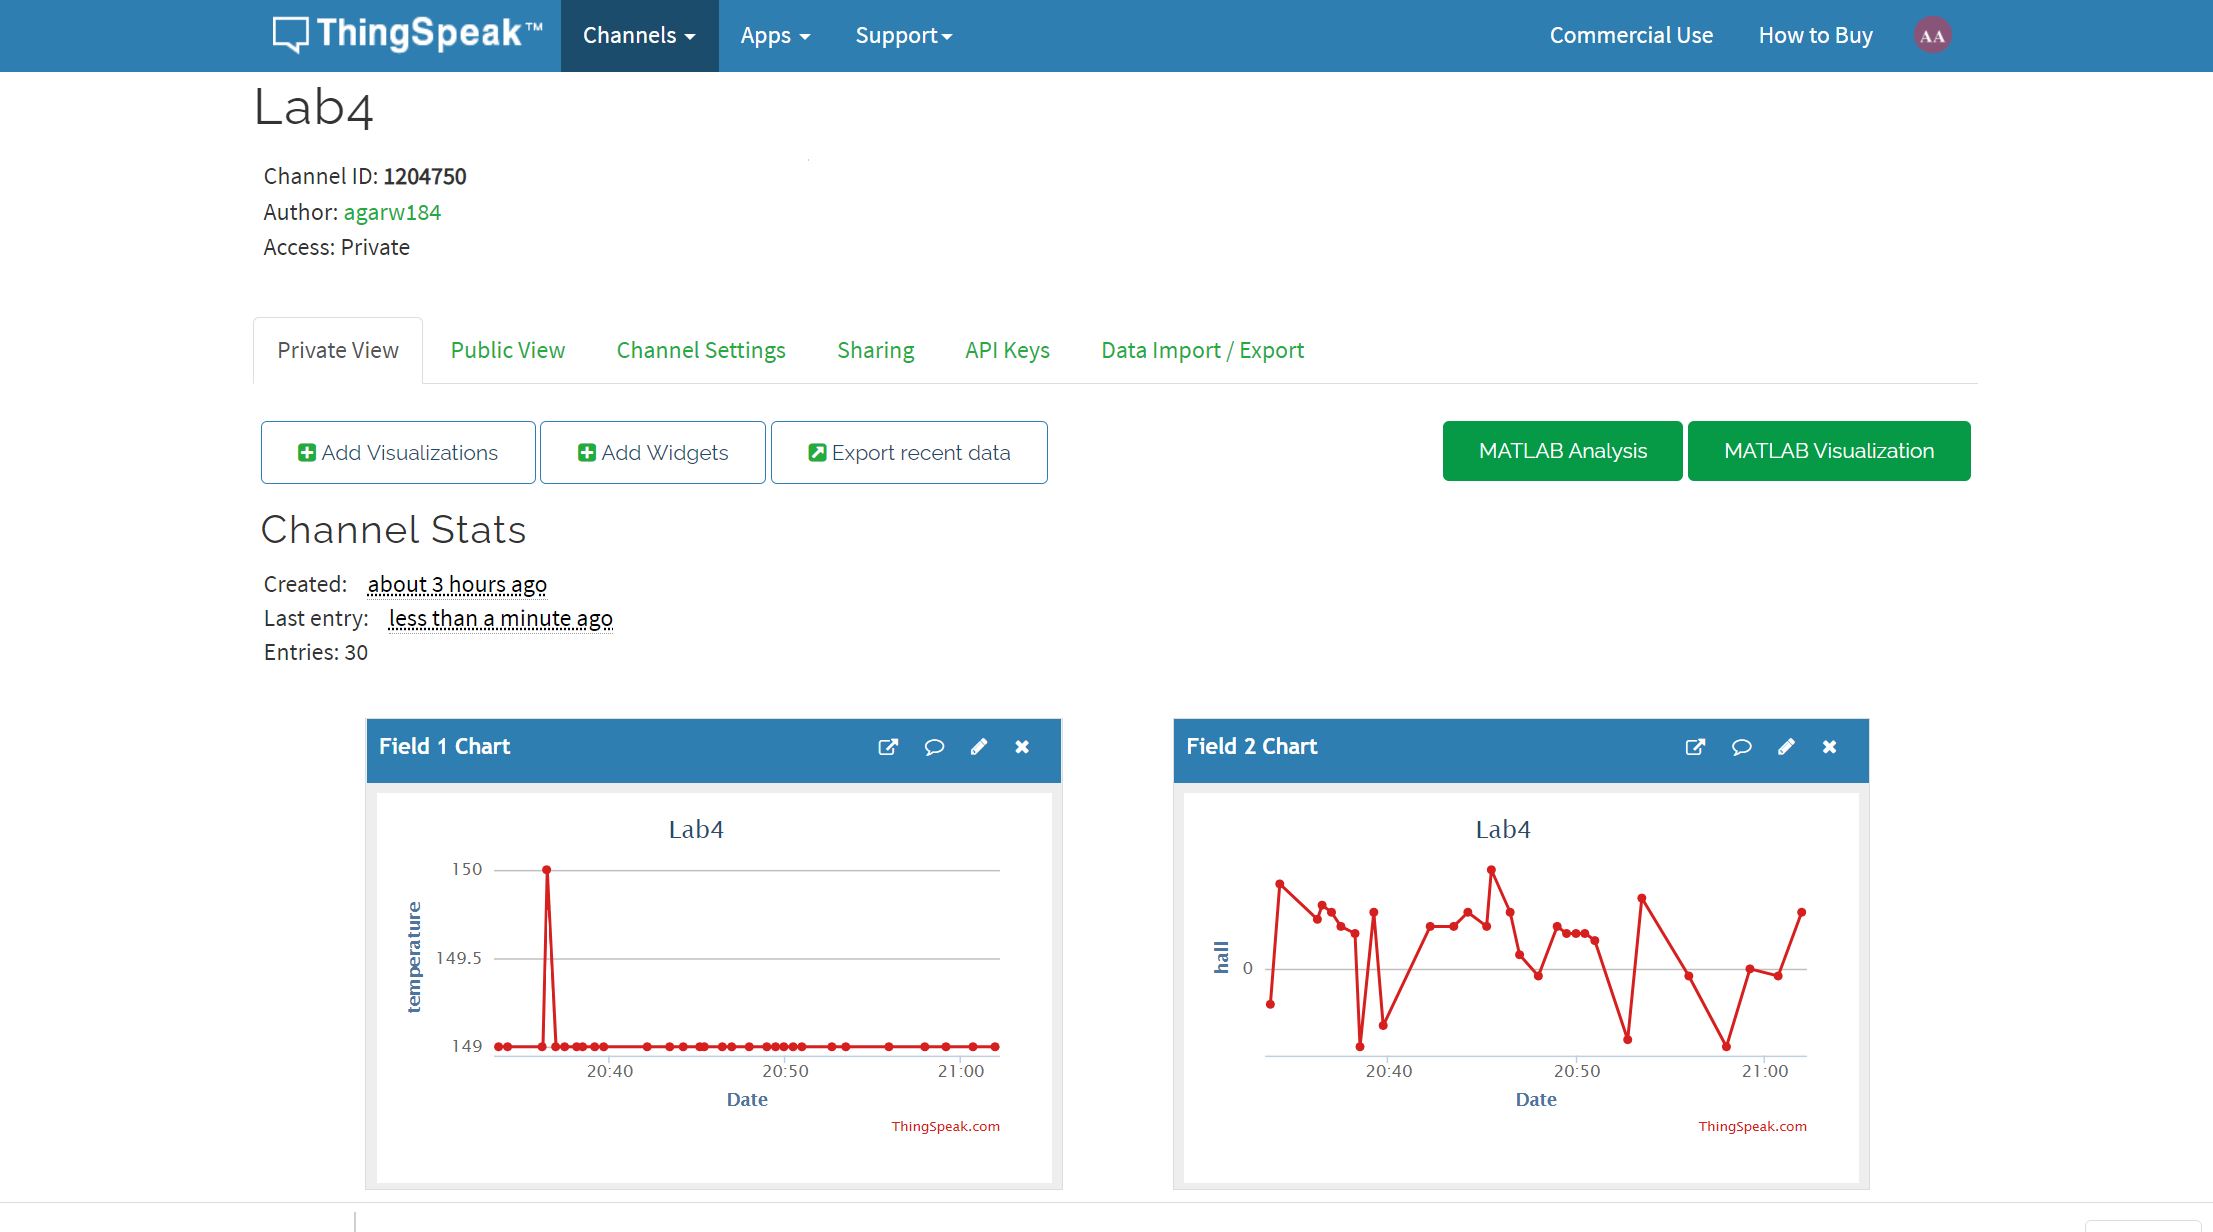 ThingSpeak™ Channels Apps Support Commercial Use How to Buy AA
Lab4
Channel ID: 1204750
Author: agarw184
Access: Private
Private View Public View Channel Settings Sharing API Keys Data Import / Export
Add Visualizations Add Widgets Export recent data MATLAB Analysis MATLAB Visualization
Channel Stats
Created: about 3 hours ago
Last entry: less than a minute ago
Entries: 30
Field 1 Chart
Lab4
temperature
150
149.5
149
20:40 20:50 21:00
Date
ThingSpeak.com
Field 2 Chart
Lab4
hall
0
20:40 20:50 21:00
Date
ThingSpeak.com